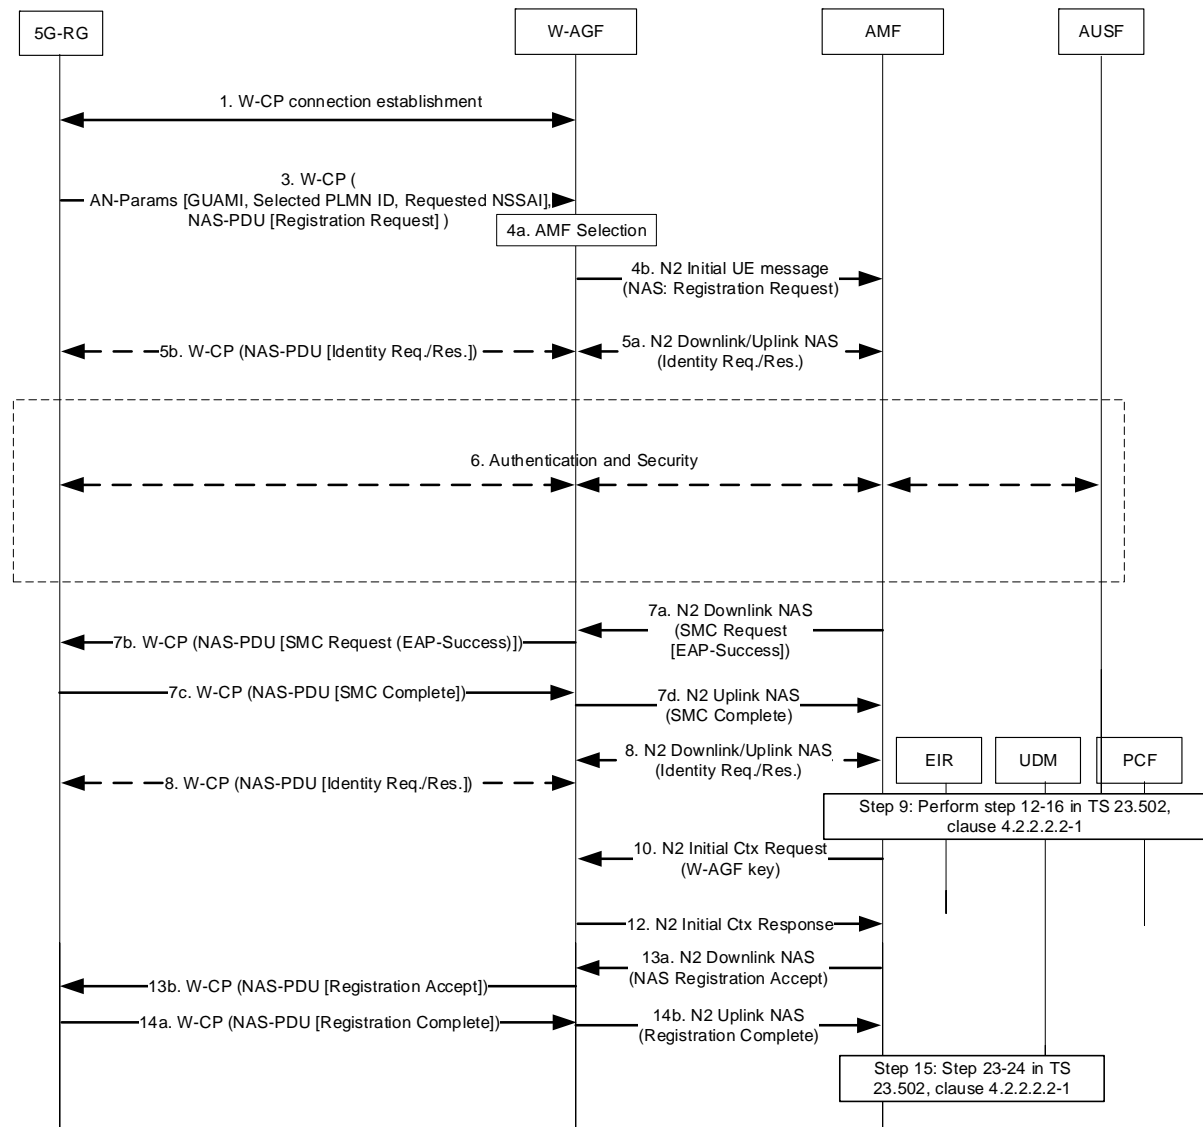 5G-RG
W-AGF
AMF
AUSF
1. W-CP connection establishment
3. W-CP (
AN-Params [GUAMI, Selected PLMN ID, Requested NSSAI],
NAS-PDU [Registration Request] )
4a. AMF Selection
4b. N2 Initial UE message
(NAS: Registration Request)
5b. W-CP (NAS-PDU [Identity Req./Res.])
5a. N2 Downlink/Uplink NAS
(Identity Req./Res.)
6. Authentication and Security
7a. N2 Downlink NAS
(SMC Request
[EAP-Success])
7b. W-CP (NAS-PDU [SMC Request (EAP-Success)])
7c. W-CP (NAS-PDU [SMC Complete])
7d. N2 Uplink NAS
(SMC Complete)
8. N2 Downlink/Uplink NAS
(Identity Req./Res.)
8. W-CP (NAS-PDU [Identity Req./Res.])
EIR
UDM
PCF
Step 9: Perform step 12-16 in TS 23.502,
clause 4.2.2.2.2-1
10. N2 Initial Ctx Request
(W-AGF key)
12. N2 Initial Ctx Response
13a. N2 Downlink NAS
(NAS Registration Accept)
13b. W-CP (NAS-PDU [Registration Accept])
14a. W-CP (NAS-PDU [Registration Complete])
14b. N2 Uplink NAS
(Registration Complete)
Step 15: Step 23-24 in TS
23.502, clause 4.2.2.2.2-1